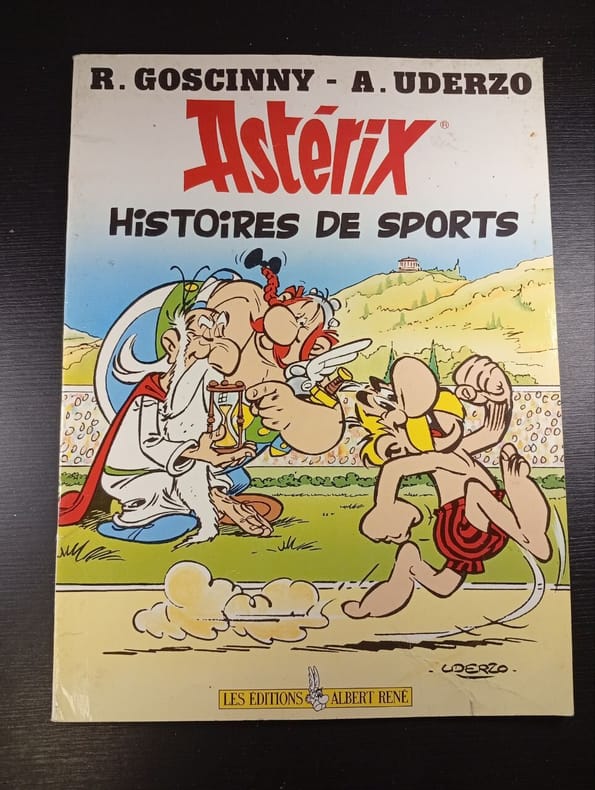 R. GOSCINNY - A. UDERZO
Astérix®
HiSTOiRES DE SPORTS
- UDERZO -
LES EDITIONS ALBERT RENÉ